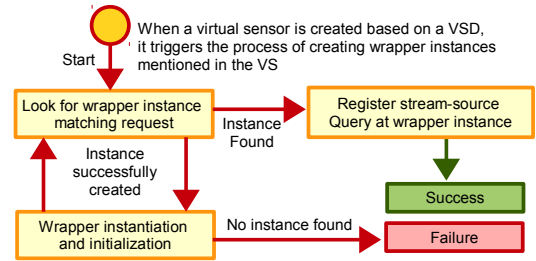 When a virtual sensor is created based on a VSD,
it triggers the process of creating wrapper instances
mentioned in the VS
Start
Look for wrapper instance
matching request
Instance
Found
Register stream-source
Query at wrapper instance
Instance
successfully
created
Success
Wrapper instantiation
and initialization
No instance found
Failure